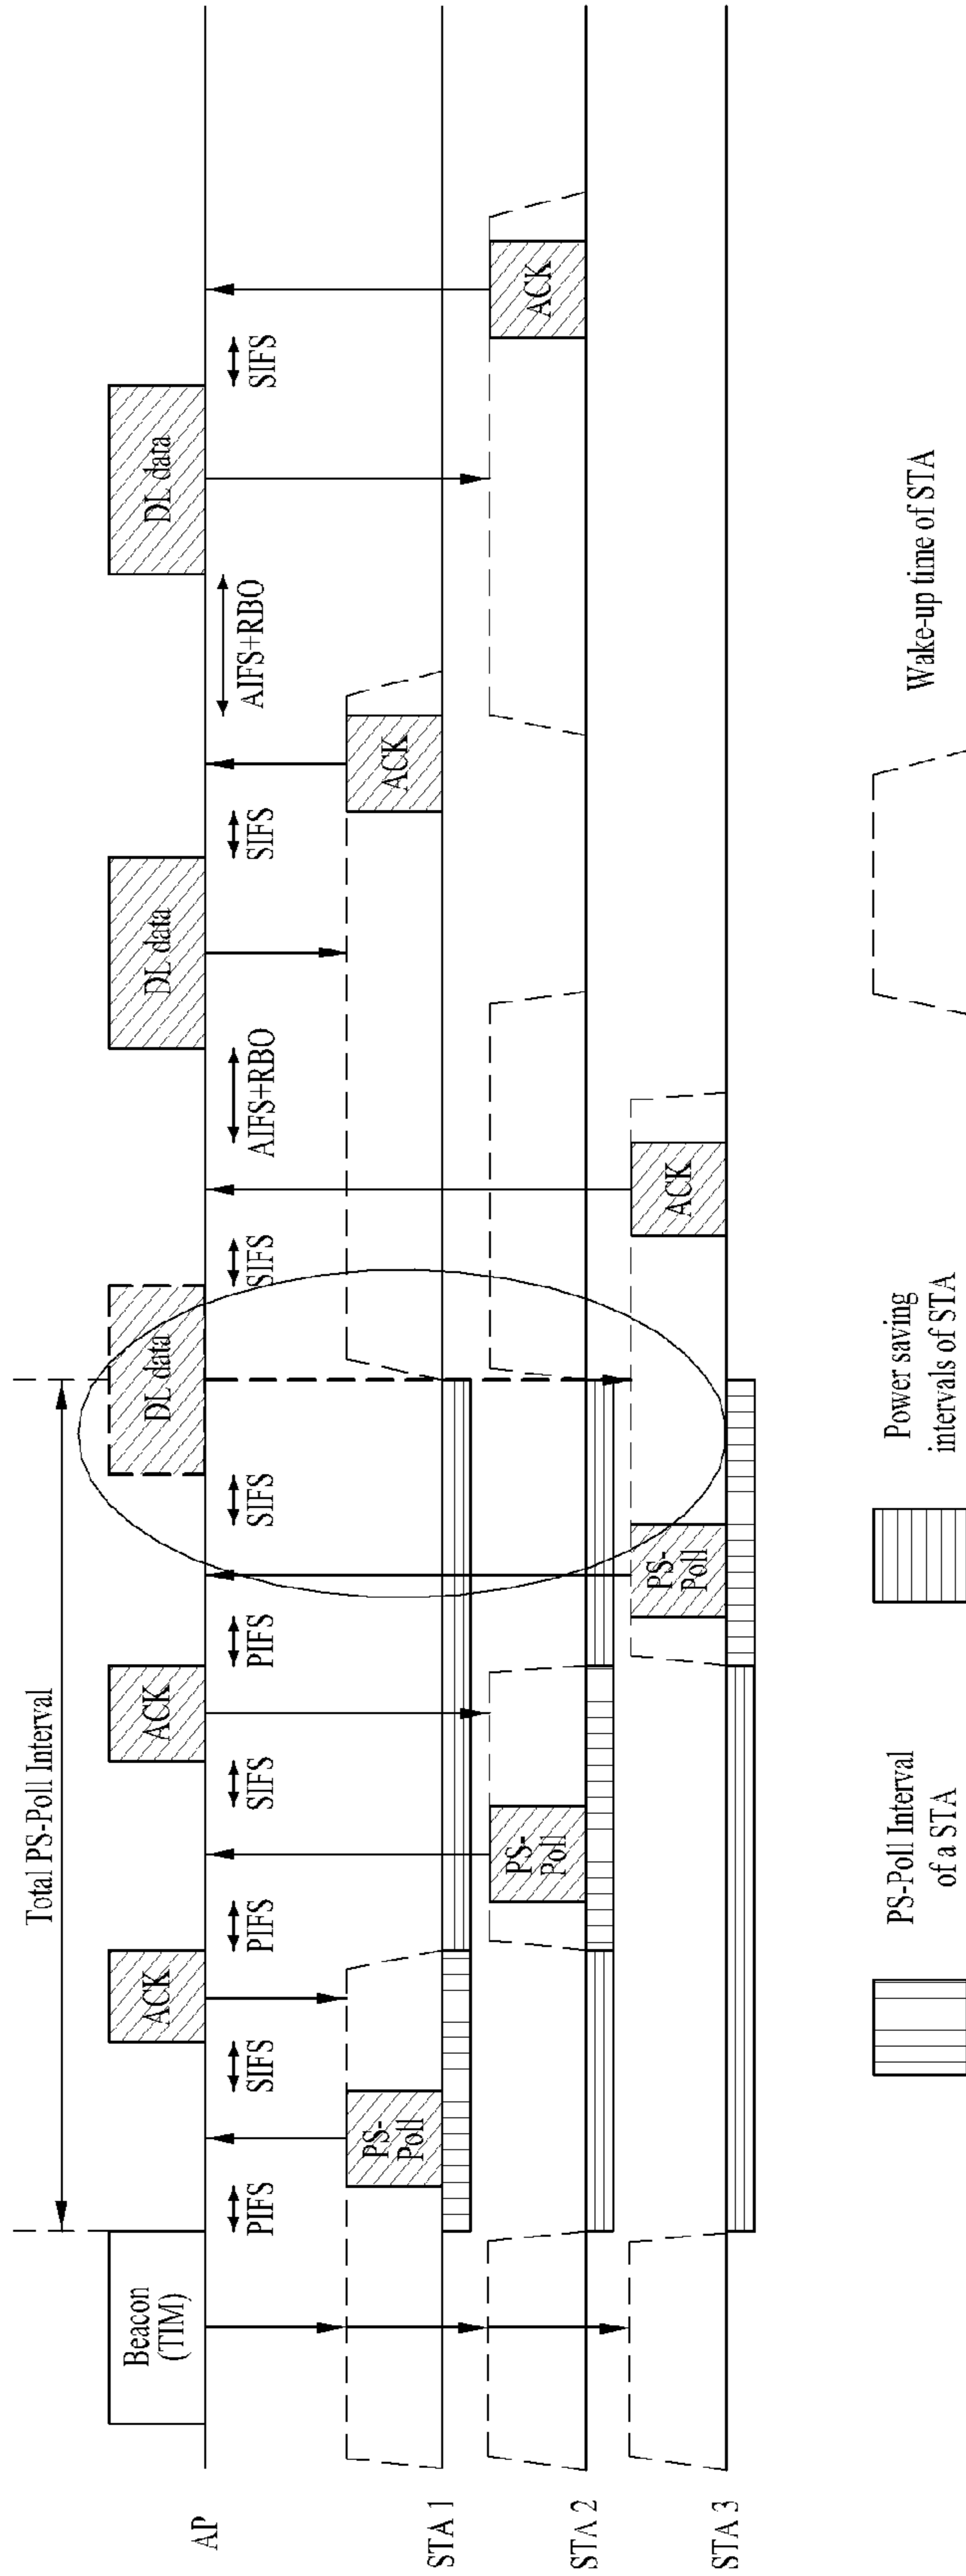 Total PS-Poll Interval
Beacon
(TIM)
ACK
ACK
DL data
DL data
DL data
AP
PIFS
SIFS
PIFS
SIFS
PIFS
SIFS
SIFS
AIFS+RBO
SIFS
AIFS+RBO
SIFS
STA 1
PS-
Poll
ACK
STA 2
PS-
Poll
ACK
STA 3
PS-
Poll
ACK
PS-Poll Interval
of a STA
Power saving
intervals of STA
Wake-up time of STA